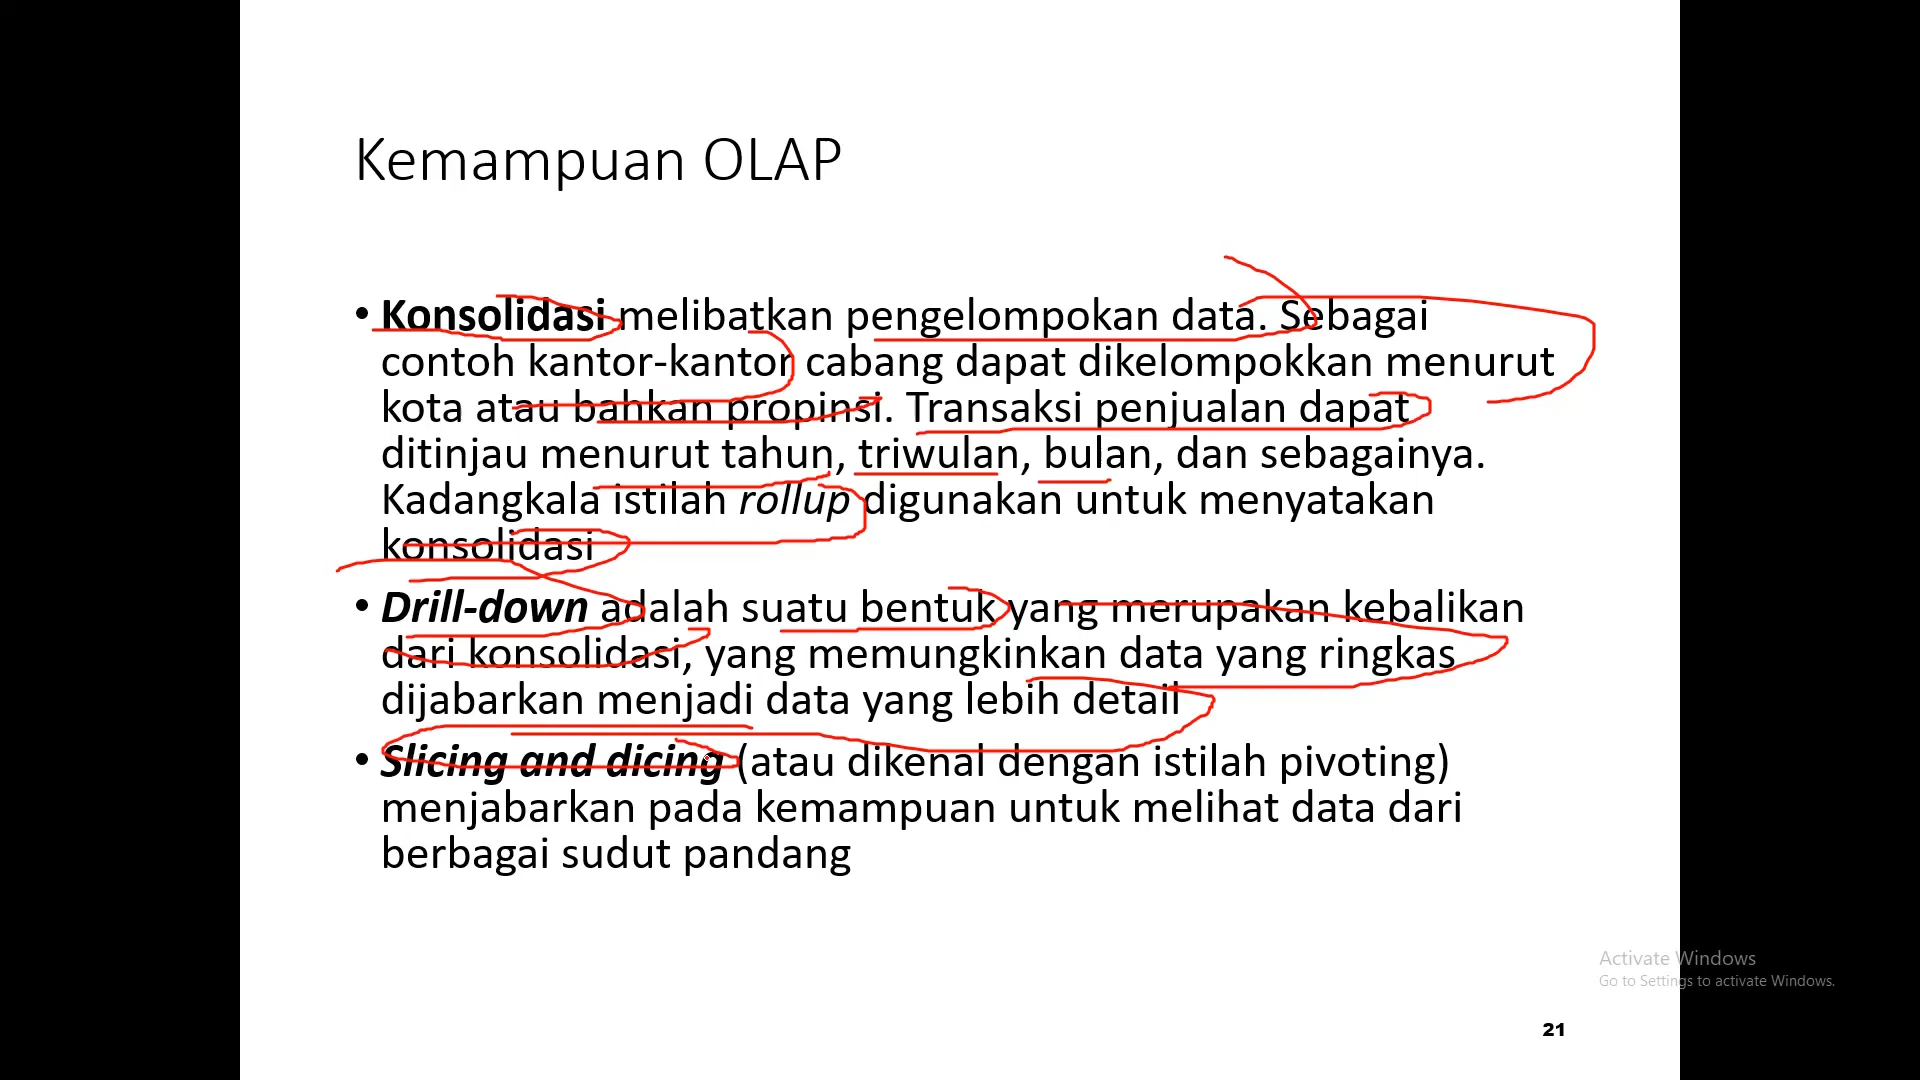 Kemampuan OLAP
• Konsolidasi melibatkan pengelompokan data. Sebagai
contoh kantor-kantor cabang dapat dikelompokkan menurut
kota atau bahkan propinsi. Transaksi penjualan dapat
ditinjau menurut tahun, triwulan, bulan, dan sebagainya.
Kadangkala istilah rollup digunakan untuk menyatakan
konsolidasi
• Drill-down adalah suatu bentuk yang merupakan kebalikan
dari konsolidasi, yang memungkinkan data yang ringkas
dijabarkan menjadi data yang lebih detail
• Slicing and dicing (atau dikenal dengan istilah pivoting)
menjabarkan pada kemampuan untuk melihat data dari
berbagai sudut pandang
Activate Windows
Go to Settings to activate Windows.
21